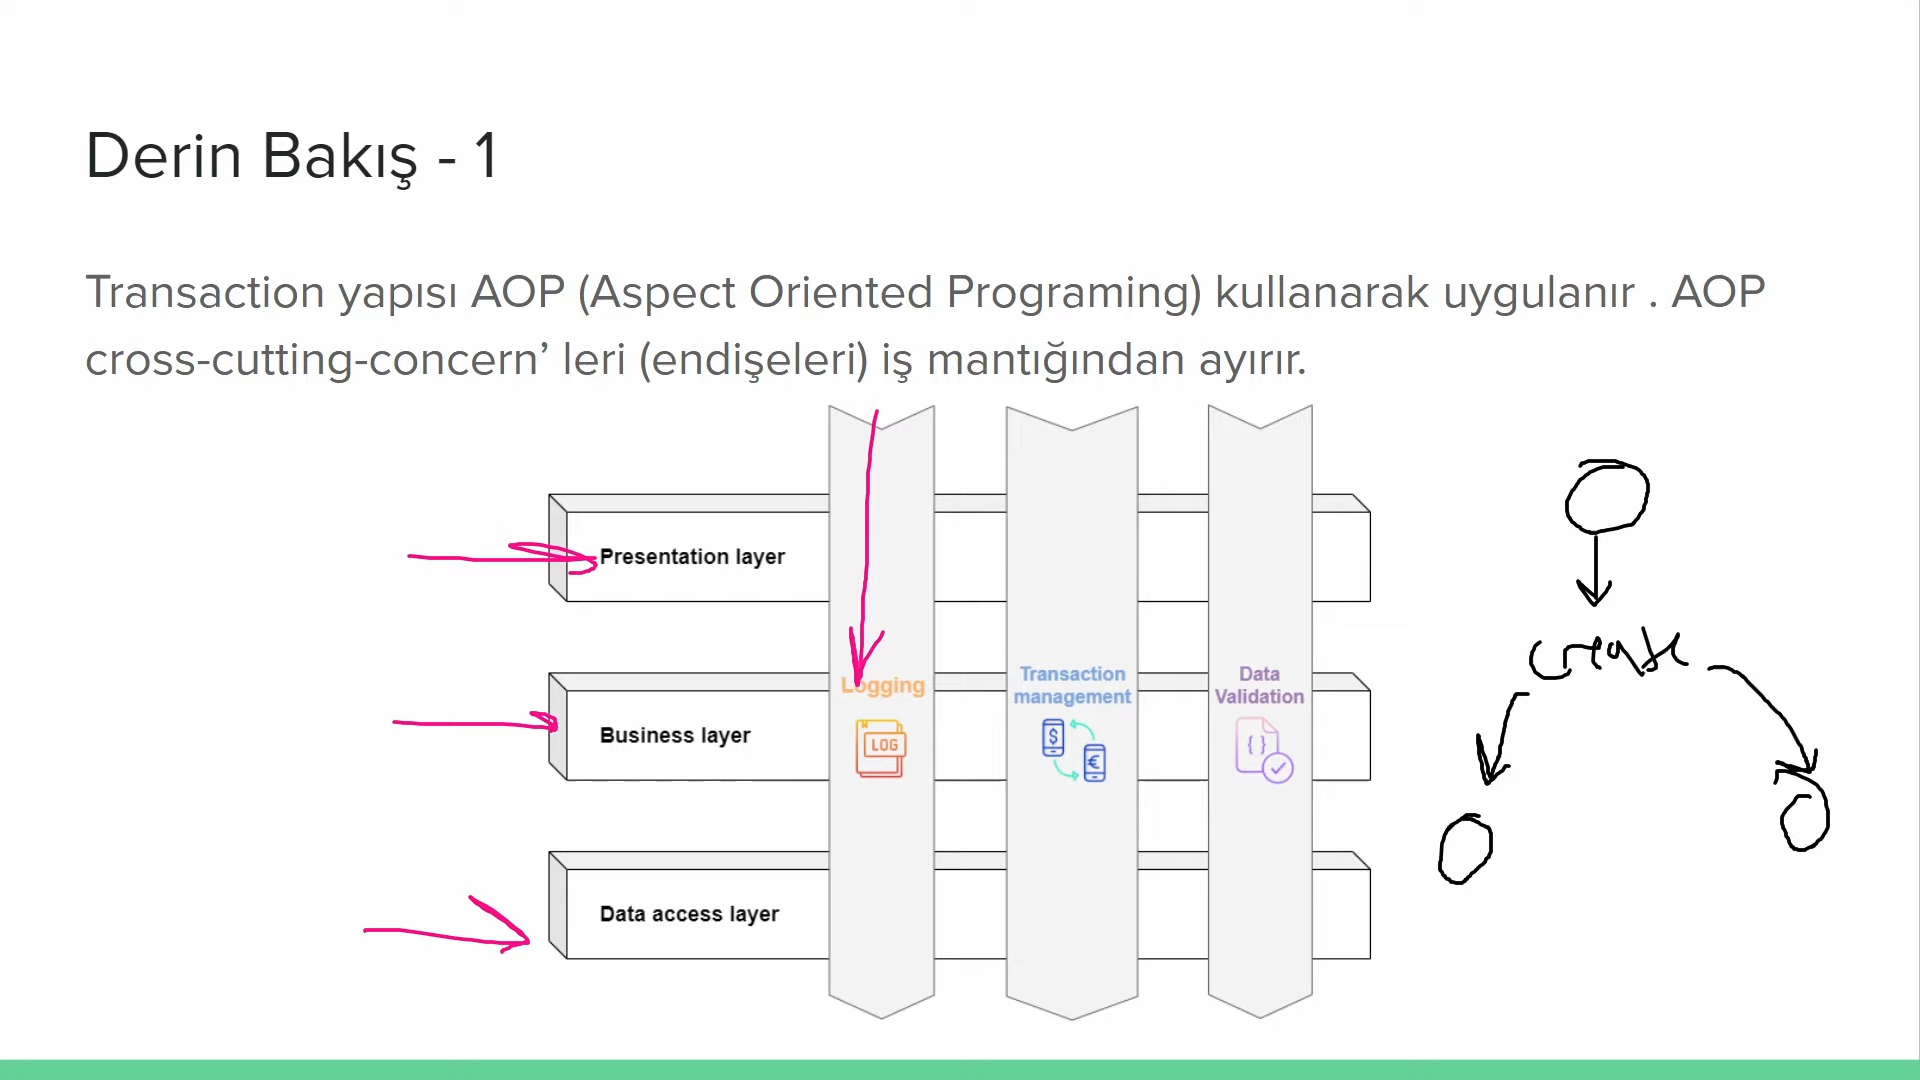 Derin Bakış - 1
Transaction yapısı AOP (Aspect Oriented Programing) kullanarak uygulanır . AOP
cross-cutting-concern’ leri (endişeleri) iş mantığından ayırır.
Presentation layer
create
Logging
Transaction
management
Data
Validation
Business layer
LOG
$
€
{ }
Data access layer